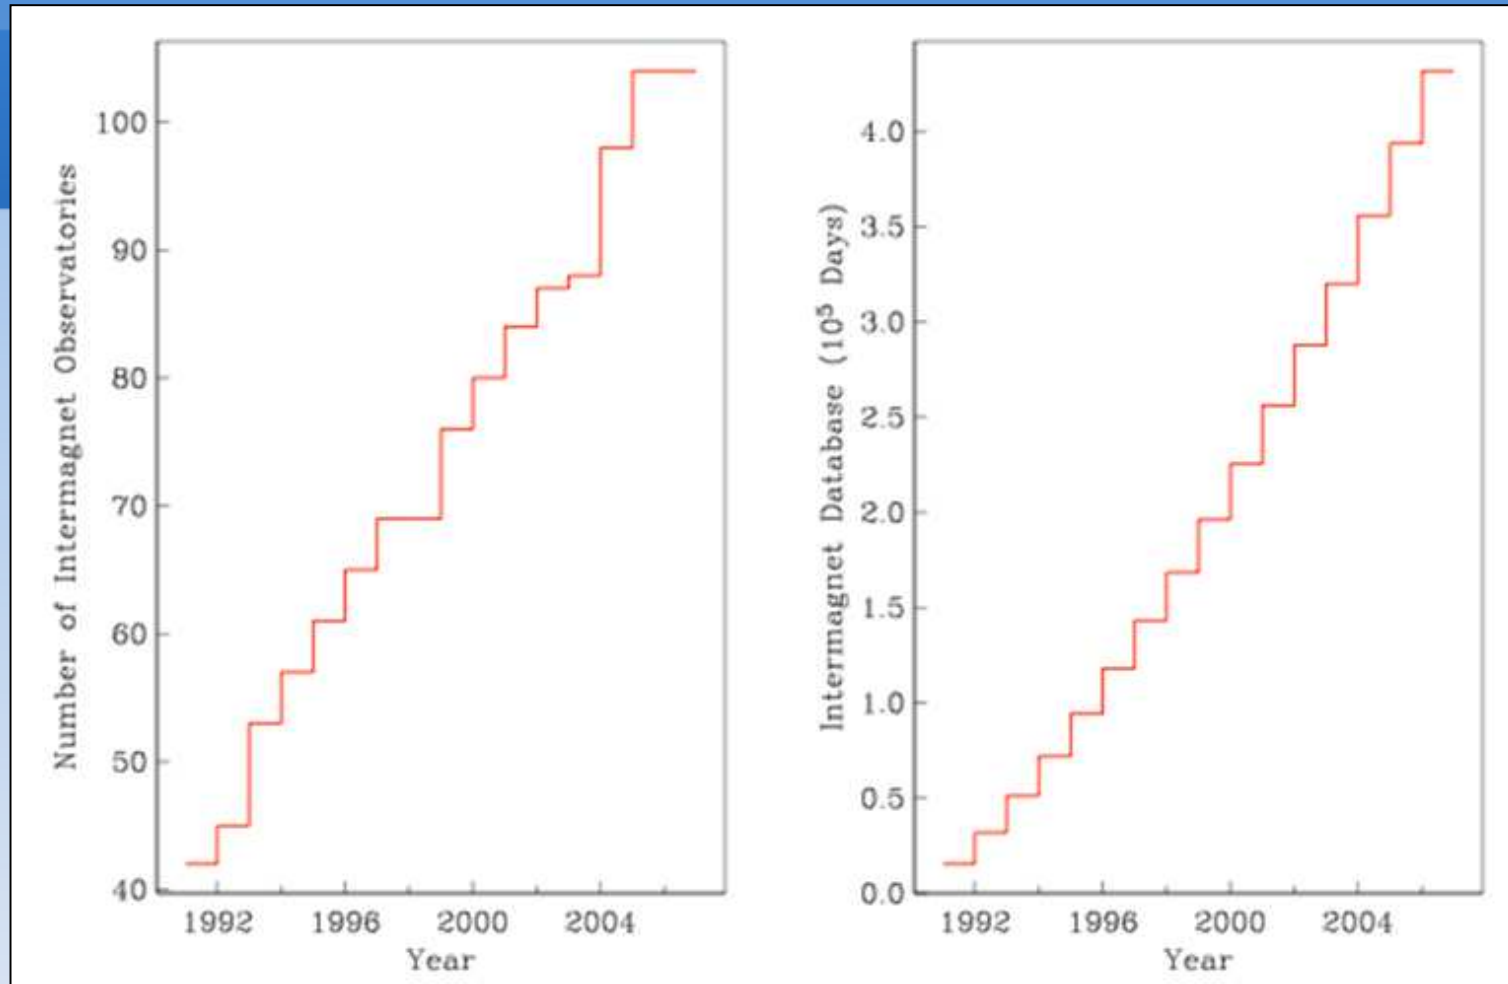 Number of Intermagnet Observatories
100
90
80
70
60
50
40
1992 1996 2000 2004
Year
Intermagnet Database (10⁵ Days)
4.0
3.5
3.0
2.5
2.0
1.5
1.0
0.5
0.0
1992 1996 2000 2004
Year